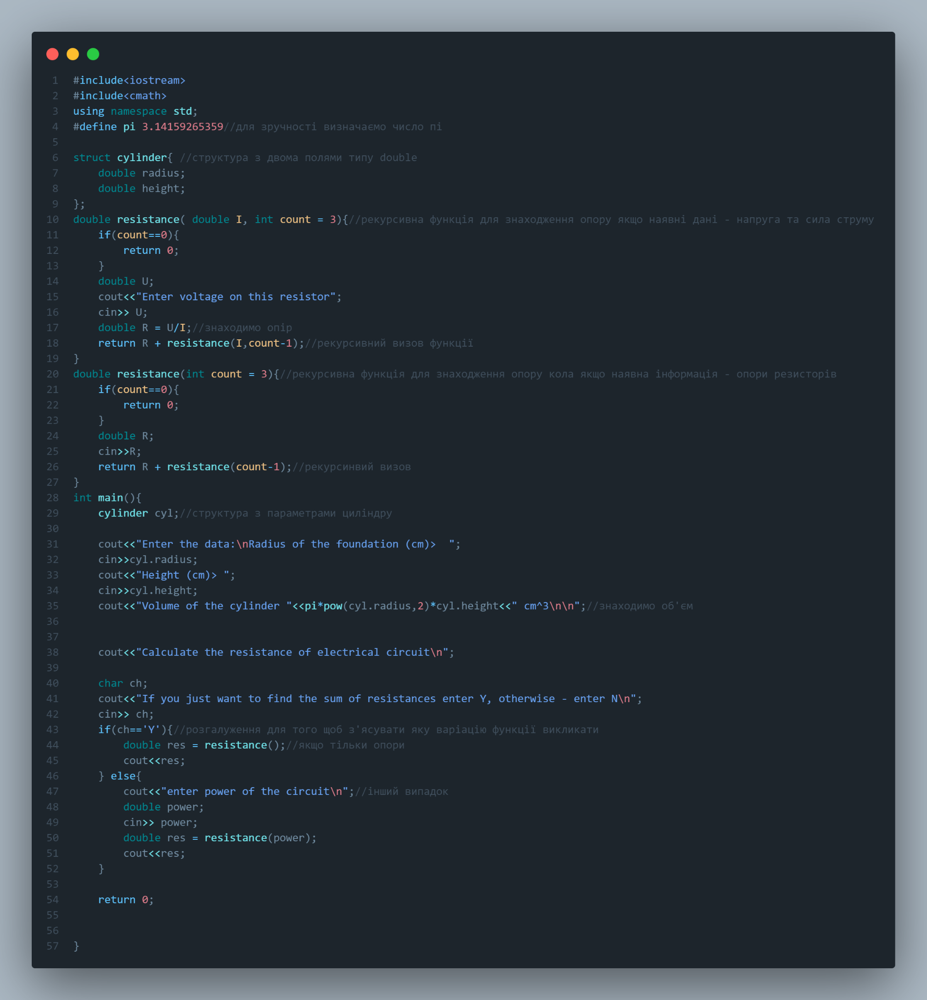 1 #include<iostream>
2 #include<cmath>
3 using namespace std;
4 #define pi 3.14159265359//для зручності визначаємо число пі
5
6 struct cylinder{ //структура з двома полями типу double
7     double radius;
8     double height;
9 };
10 double resistance( double I, int count = 3){//рекурсивна функція для знаходження опору якщо наявні дані - напруга та сила струму
11     if(count==0){
12         return 0;
13     }
14     double U;
15     cout<<"Enter voltage on this resistor";
16     cin>> U;
17     double R = U/I;//знаходимо опір
18     return R + resistance(I,count-1);//рекурсивний визов функції
19 }
20 double resistance(int count = 3){//рекурсивна функція для знаходження опору кола якщо наявна інформація - опори резисторів
21     if(count==0){
22         return 0;
23     }
24     double R;
25     cin>>R;
26     return R + resistance(count-1);//рекурсинвий визов
27 }
28 int main(){
29     cylinder cyl;//структура з параметрами циліндру
30
31     cout<<"Enter the data:\nRadius of the foundation (cm)>  ";
32     cin>>cyl.radius;
33     cout<<"Height (cm)> ";
34     cin>>cyl.height;
35     cout<<"Volume of the cylinder "<<pi*pow(cyl.radius,2)*cyl.height<<" cm^3\n\n";//знаходимо об'єм
36
37
38     cout<<"Calculate the resistance of electrical circuit\n";
39
40     char ch;
41     cout<<"If you just want to find the sum of resistances enter Y, otherwise - enter N\n";
42     cin>> ch;
43     if(ch=='Y'){//розгалуження для того щоб з'ясувати яку варіацію функції викликати
44         double res = resistance();//якщо тільки опори
45         cout<<res;
46     } else{
47         cout<<"enter power of the circuit\n";//інший випадок
48         double power;
49         cin>> power;
50         double res = resistance(power);
51         cout<<res;
52     }
53
54     return 0;
55
56
57 }